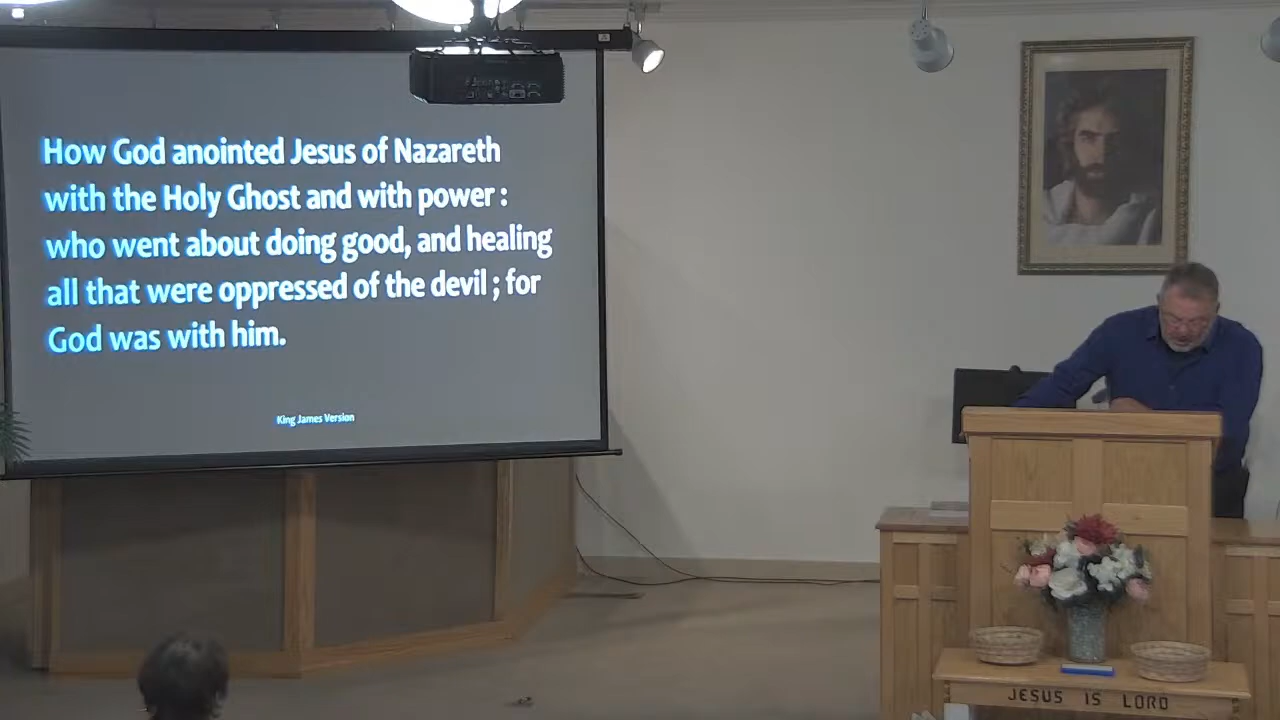 How God anointed Jesus of Nazareth
with the Holy Ghost and with power :
who went about doing good, and healing
all that were oppressed of the devil ; for
God was with him.
King James Version
JESUS IS LORD